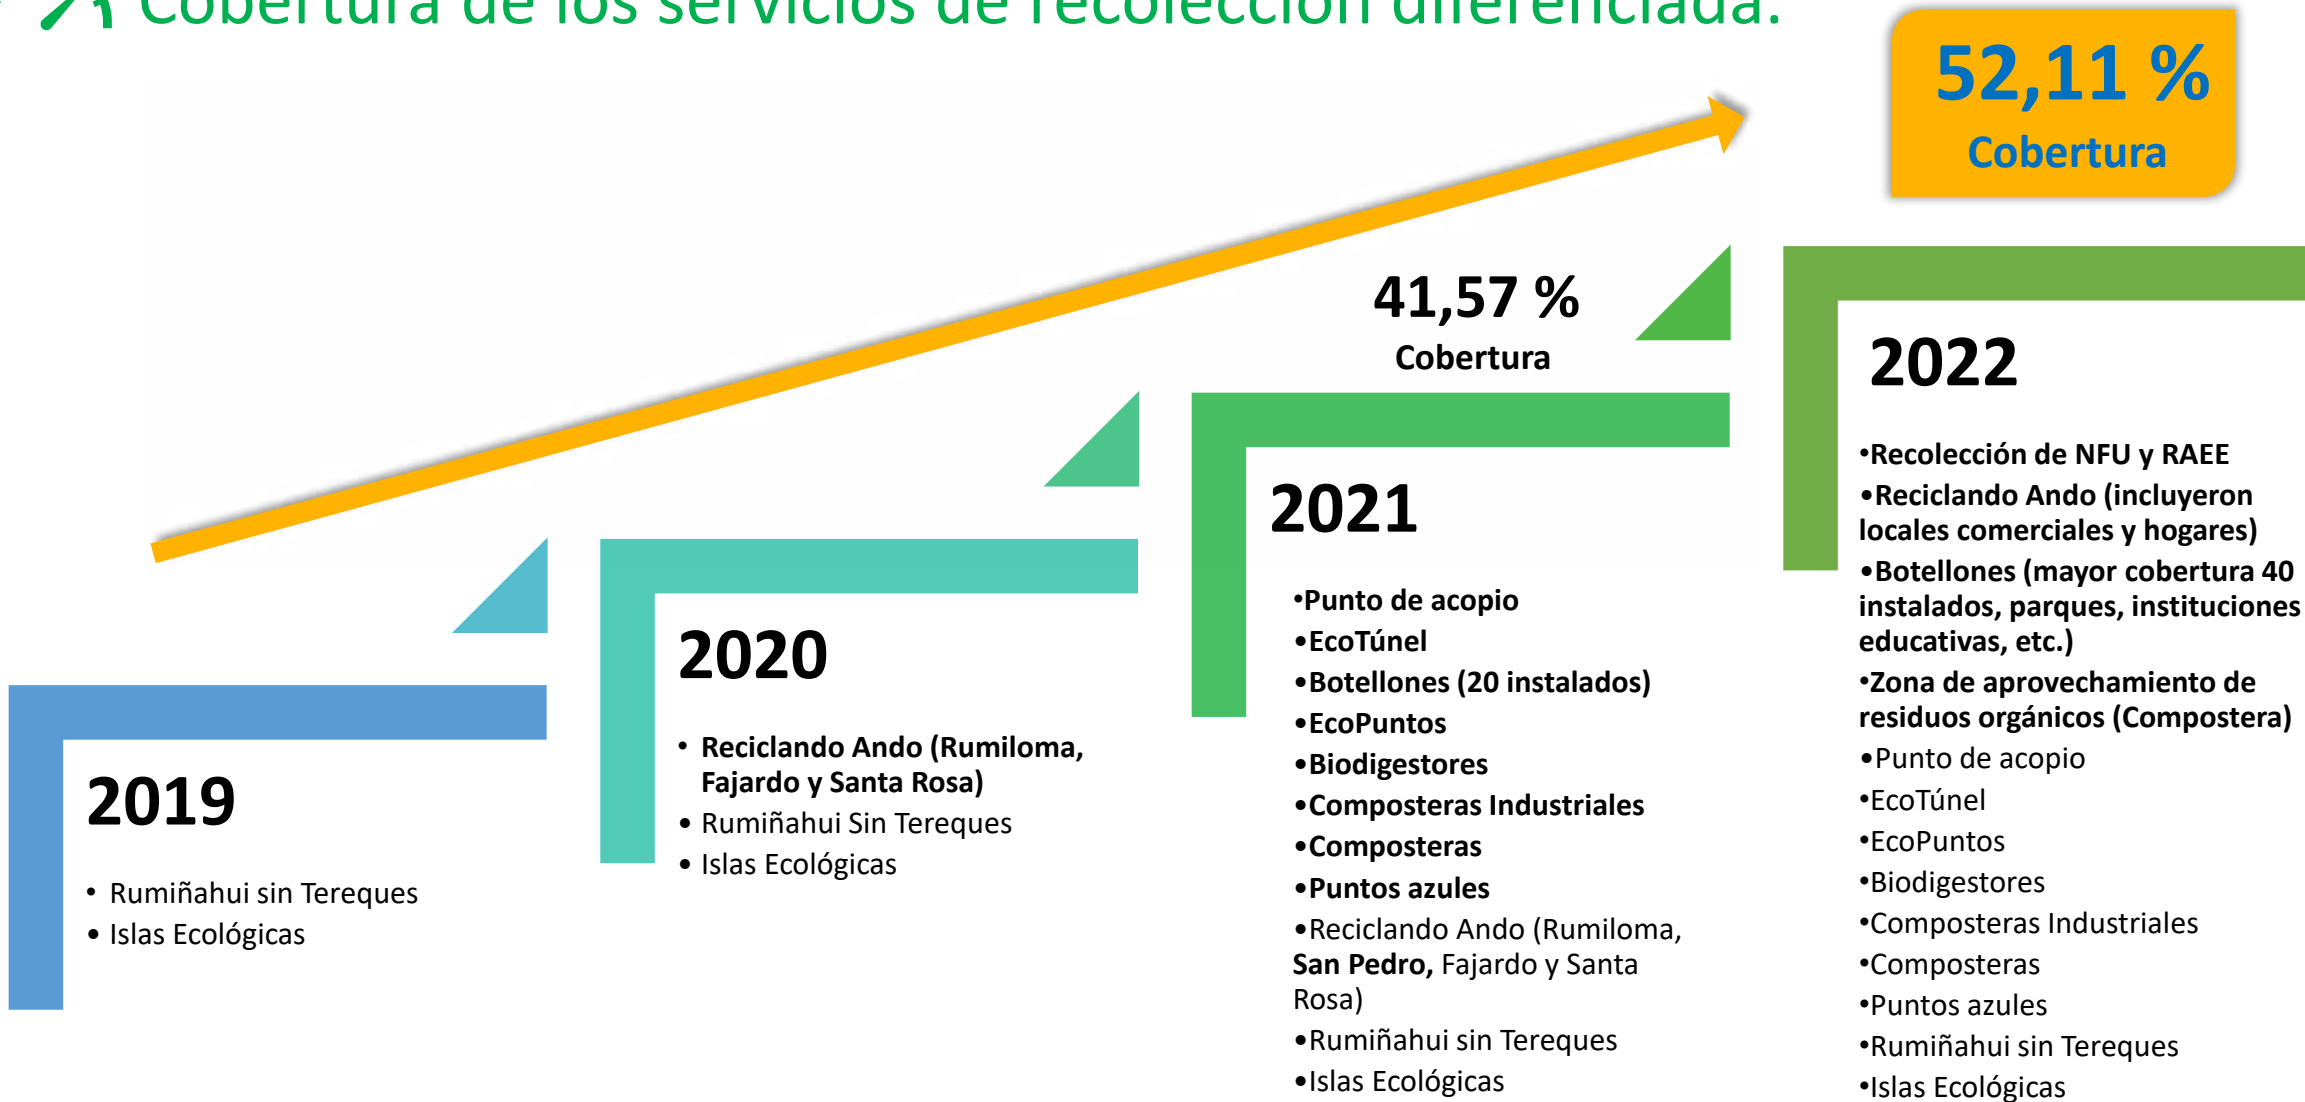 Cobertura de los servicios de recolección diferenciada.
52,11 %
Cobertura
41,57 %
Cobertura
2019
• Rumiñahui sin Tereques
• Islas Ecológicas
2020
• Reciclando Ando (Rumiloma,
Fajardo y Santa Rosa)
• Rumiñahui Sin Tereques
• Islas Ecológicas
2021
•Punto de acopio
•EcoTúnel
•Botellones (20 instalados)
•EcoPuntos
•Biodigestores
•Composteras Industriales
•Composteras
•Puntos azules
•Reciclando Ando (Rumiloma,
San Pedro, Fajardo y Santa
Rosa)
•Rumiñahui sin Tereques
•Islas Ecológicas
2022
•Recolección de NFU y RAEE
•Reciclando Ando (incluyeron
locales comerciales y hogares)
•Botellones (mayor cobertura 40
instalados, parques, instituciones
educativas, etc.)
•Zona de aprovechamiento de
residuos orgánicos (Compostera)
•Punto de acopio
•EcoTúnel
•EcoPuntos
•Biodigestores
•Composteras Industriales
•Composteras
•Puntos azules
•Rumiñahui sin Tereques
•Islas Ecológicas